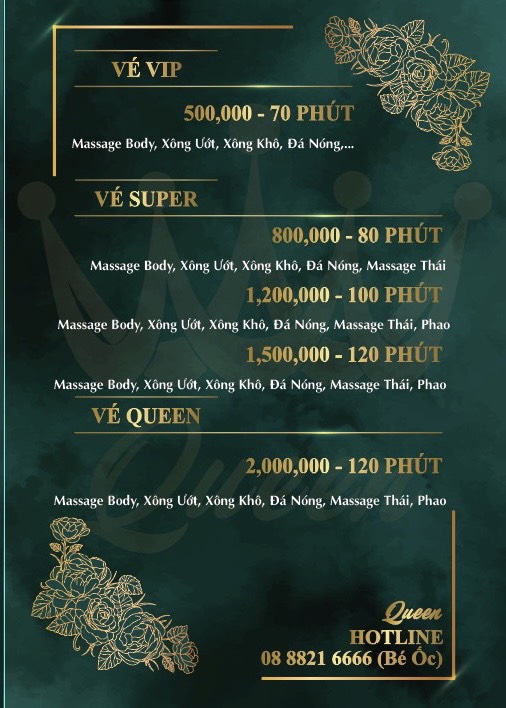 VÉ VIP
500,000 - 70 PHÚT
Massage Body, Xông Ướt, Xông Khô, Đá Nóng,...
VÉ SUPER
800,000 - 80 PHÚT
Massage Body, Xông Ướt, Xông Khô, Đá Nóng, Massage Thái
1,200,000 - 100 PHÚT
Massage Body, Xông Ướt, Xông Khô, Đá Nóng, Massage Thái, Phao
1,500,000 - 120 PHÚT
Massage Body, Xông Ướt, Xông Khô, Đá Nóng, Massage Thái, Phao
VÉ QUEEN
Queen
2,000,000 - 120 PHÚT
Massage Body, Xông Ướt, Xông Khô, Đá Nóng, Massage Thái, Phao
Queen
HOTLINE
08 8821 6666 (Bé Ốc)